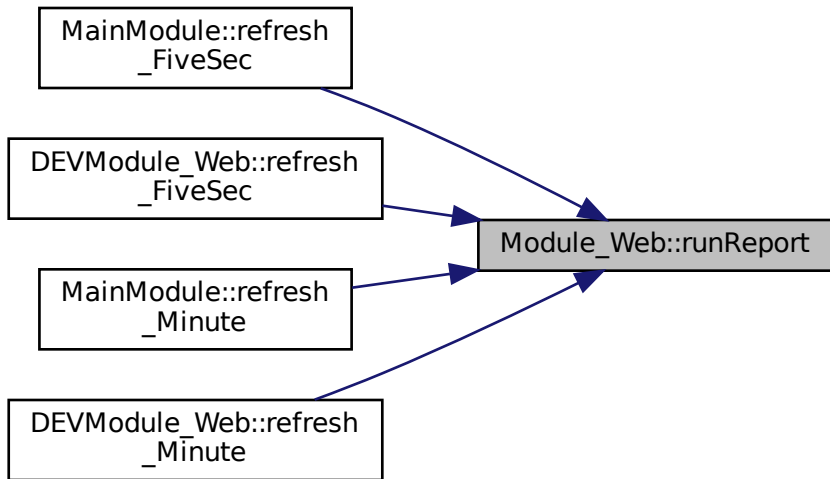 MainModule::refresh
_FiveSec
DEVModule_Web::refresh
_FiveSec
Module_Web::runReport
MainModule::refresh
_Minute
DEVModule_Web::refresh
_Minute